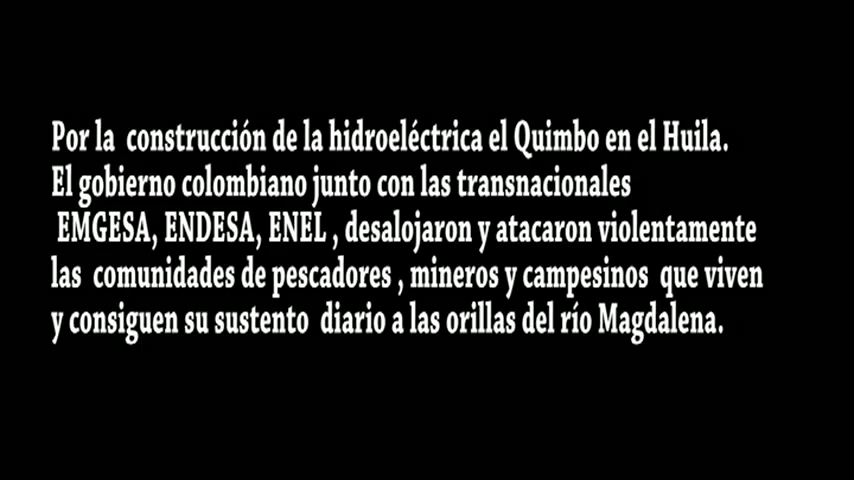 Por la construcción de la hidroeléctrica el Quimbo en el Huila.
El gobierno colombiano junto con las transnacionales
EMGESA, ENDESA, ENEL , desalojaron y atacaron violentamente
las comunidades de pescadores , mineros y campesinos que viven
y consiguen su sustento diario a las orillas del río Magdalena.